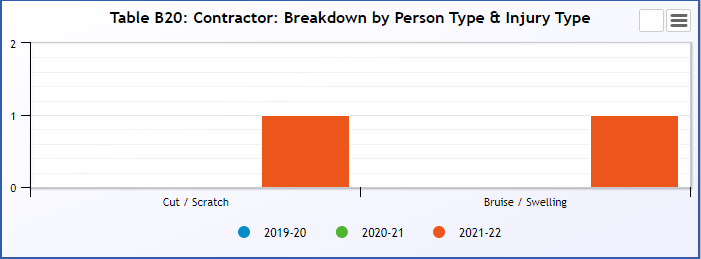 Table B20: Contractor: Breakdown by Person Type & Injury Type
2
1
0
Cut / Scratch Bruise / Swelling
2019-20 2020-21 2021-22